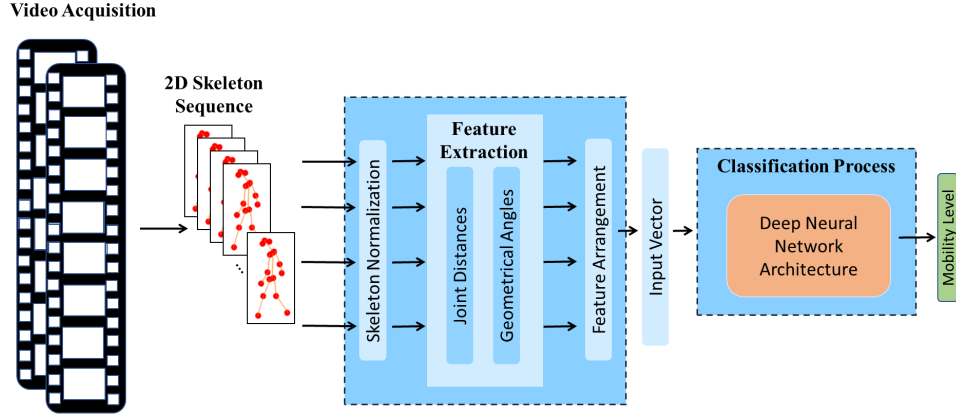 Video Acquisition
2D Skeleton
Sequence
Skeleton Normalization
Feature
Extraction
Joint Distances
Geometrical Angles
Feature Arrangement
Input Vector
Classification Process
Deep Neural
Network
Architecture
Mobility Level